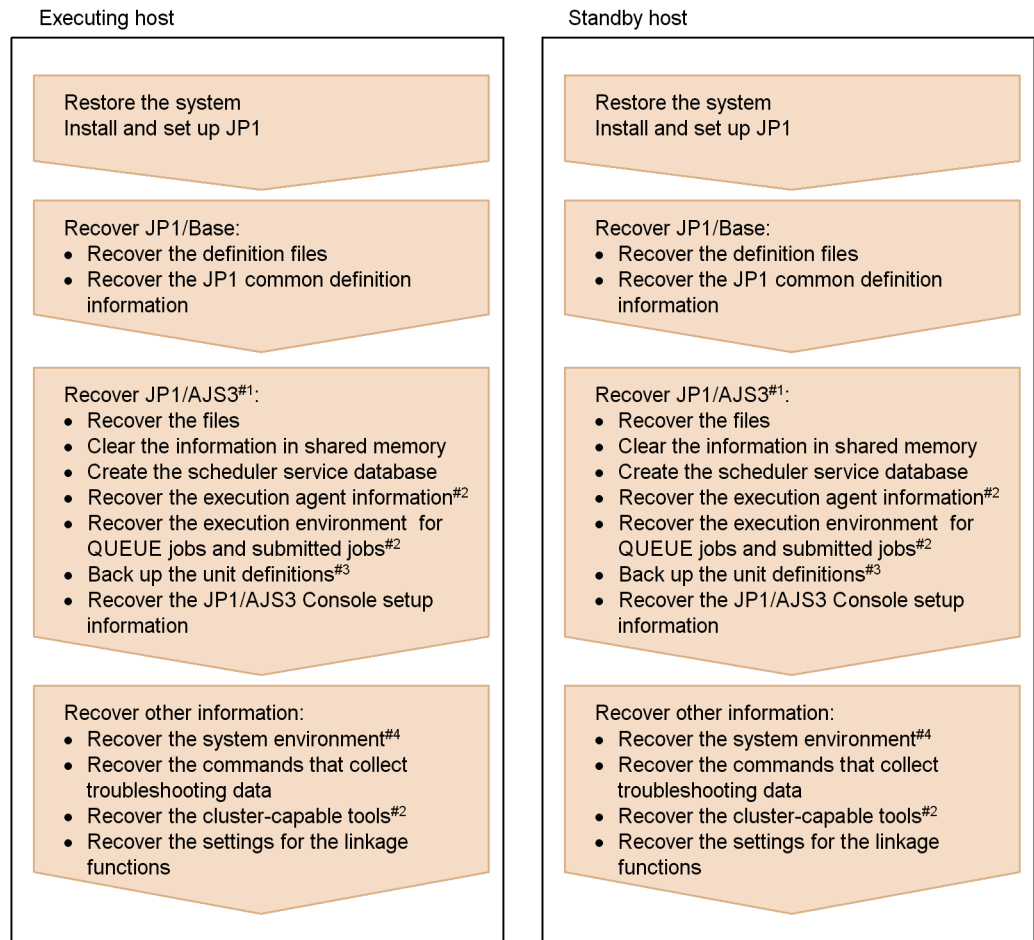 Executing host
Restore the system
Install and set up JP1
Recover JP1/Base:
• Recover the definition files
• Recover the JP1 common definition
information
Recover JP1/AJS3#1:
• Recover the files
• Clear the information in shared memory
• Create the scheduler service database
• Recover the execution agent information#2
• Recover the execution environment for
QUEUE jobs and submitted jobs#2
• Back up the unit definitions#3
• Recover the JP1/AJS3 Console setup
information
Recover other information:
• Recover the system environment#4
• Recover the commands that collect
troubleshooting data
• Recover the cluster-capable tools#2
• Recover the settings for the linkage
functions
Standby host
Restore the system
Install and set up JP1
Recover JP1/Base:
• Recover the definition files
• Recover the JP1 common definition
information
Recover JP1/AJS3#1:
• Recover the files
• Clear the information in shared memory
• Create the scheduler service database
• Recover the execution agent information#2
• Recover the execution environment for
QUEUE jobs and submitted jobs#2
• Back up the unit definitions#3
• Recover the JP1/AJS3 Console setup
information
Recover other information:
• Recover the system environment#4
• Recover the commands that collect
troubleshooting data
• Recover the cluster-capable tools#2
• Recover the settings for the linkage
functions